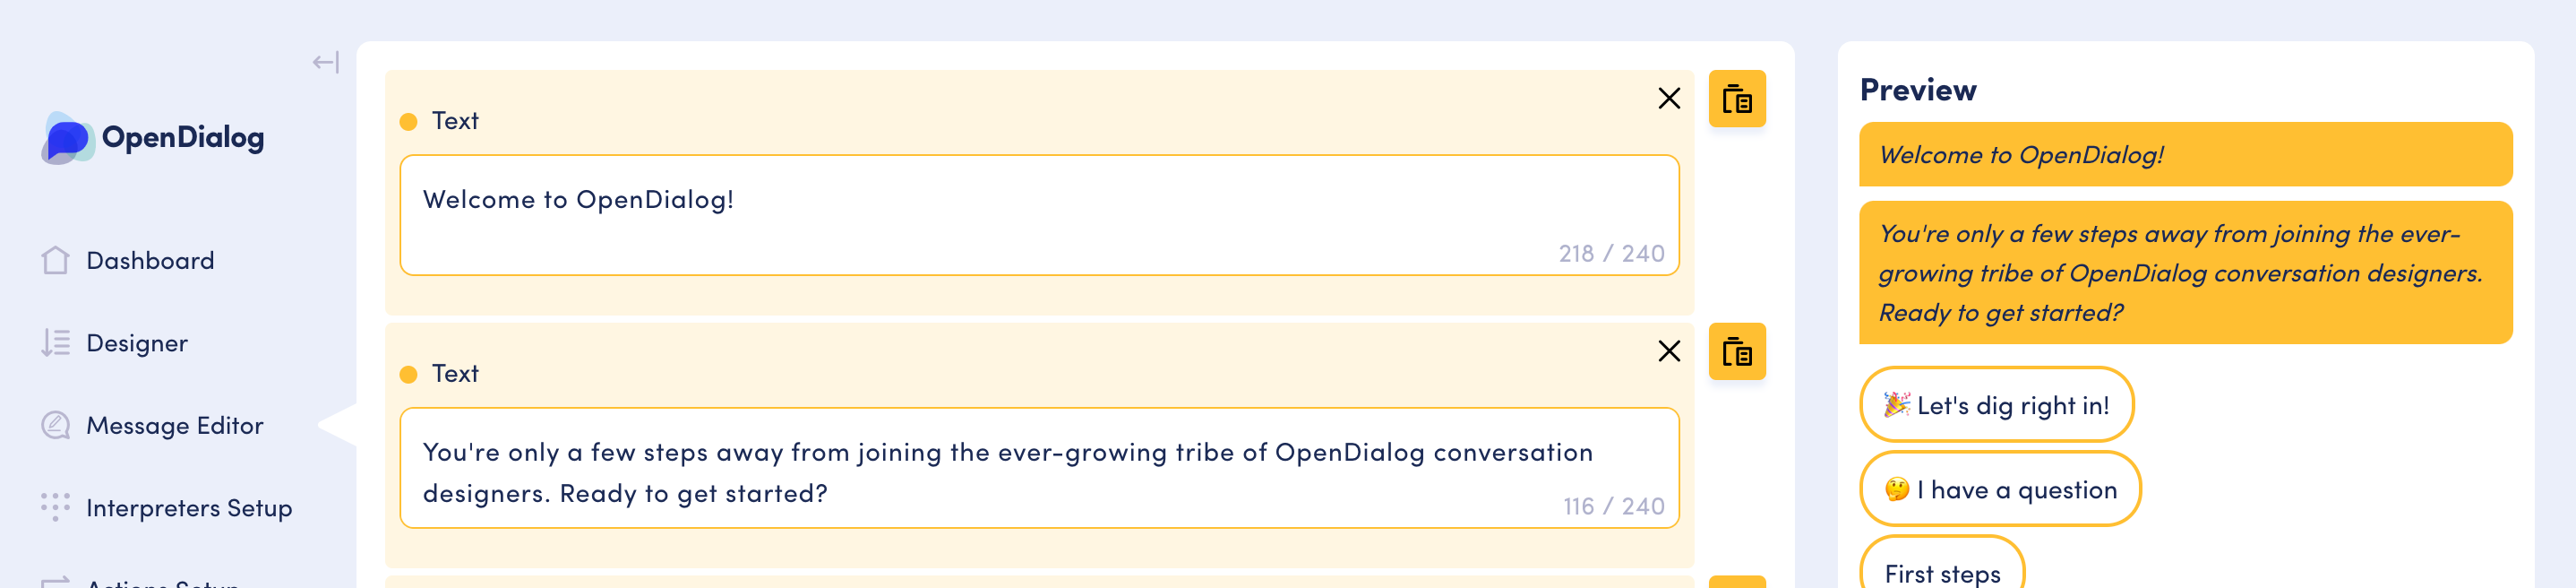 OpenDialog
Dashboard
Designer
Message Editor
Interpreters Setup
Actions Setup
Text
Welcome to OpenDialog!
218 / 240
Text
You're only a few steps away from joining the ever-growing tribe of OpenDialog conversation
designers. Ready to get started?
116 / 240
Preview
Welcome to OpenDialog!
You're only a few steps away from joining the ever-
growing tribe of OpenDialog conversation designers.
Ready to get started?
🎉 Let's dig right in!
🤔 I have a question
First steps